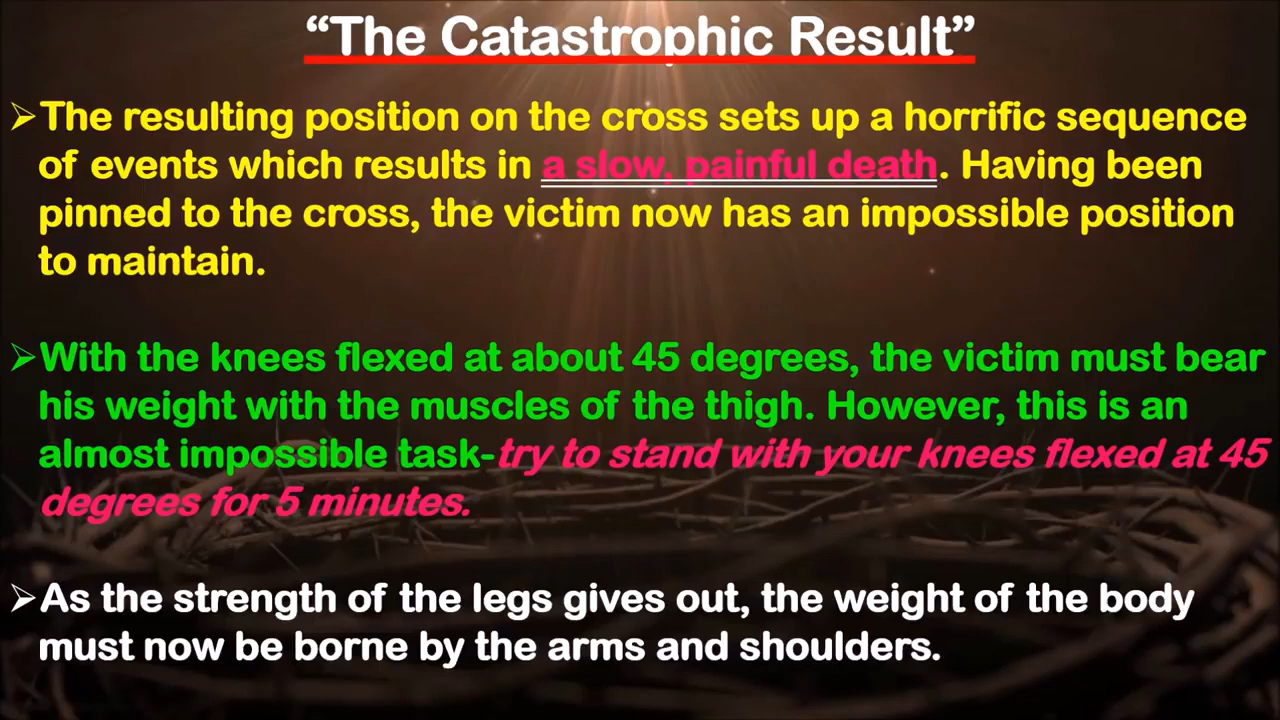 “The Catastrophic Result”
➢The resulting position on the cross sets up a horrific sequence
of events which results in a slow, painful death. Having been
pinned to the cross, the victim now has an impossible position
to maintain.
➢With the knees flexed at about 45 degrees, the victim must bear
his weight with the muscles of the thigh. However, this is an
almost impossible task-try to stand with your knees flexed at 45
degrees for 5 minutes.
➢As the strength of the legs gives out, the weight of the body
must now be borne by the arms and shoulders.